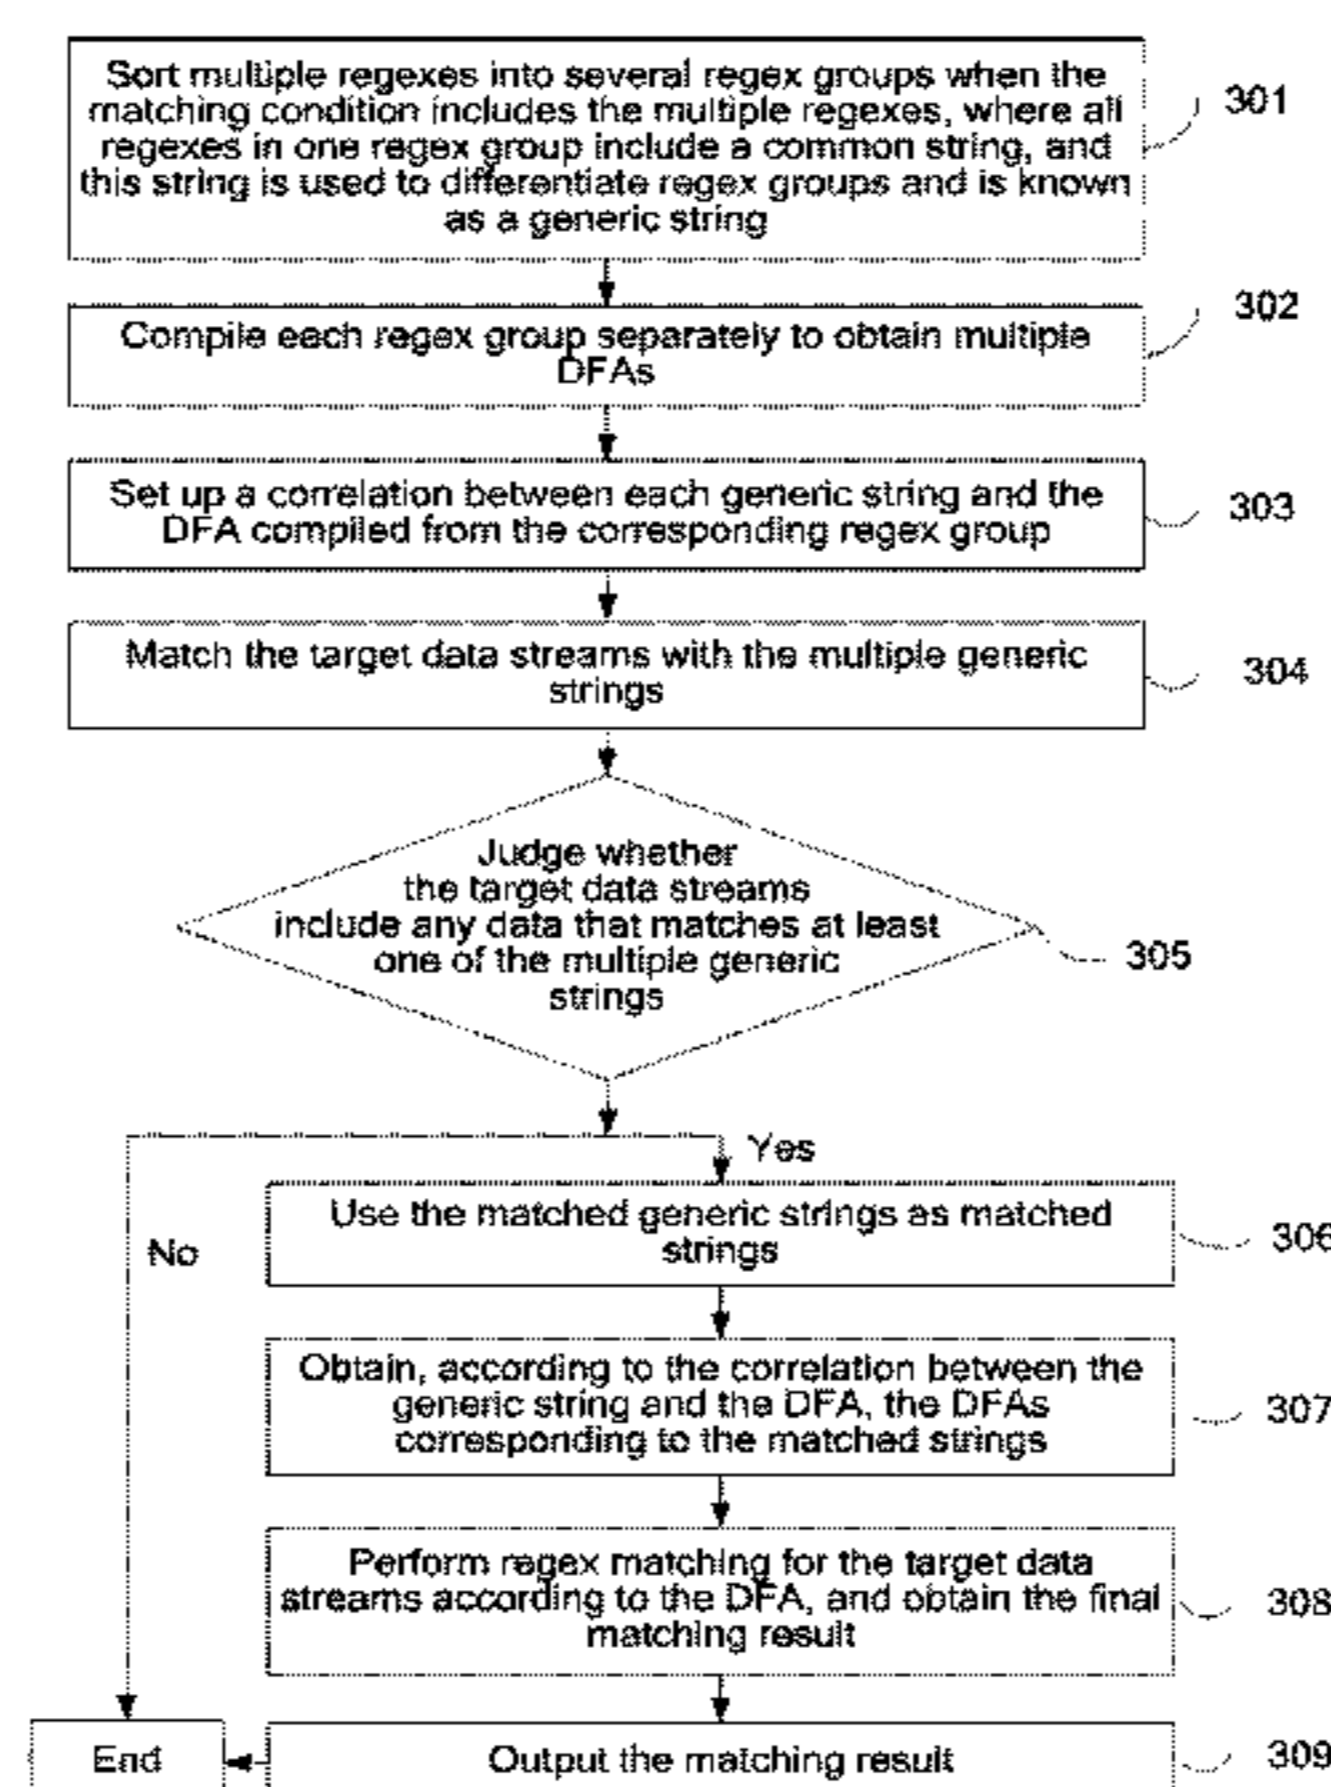 Sort multiple regexes into several regex groups when the
matching condition includes the multiple regexes, where all
regexes in one regex group include a common string, and
this string is used to differentiate regex groups and is known
as a generic string
301
Compile each regex group separately to obtain multiple
DFAs
302
Set up a correlation between each generic string and the
DFA compiled from the corresponding regex group
303
Match the target data streams with the multiple generic
strings
304
Judge whether
the target data streams
include any data that matches at least
one of the multiple generic
strings
305
Yes
No
Use the matched generic strings as matched
strings
306
Obtain, according to the correlation between the
generic string and the DFA, the DFAs
corresponding to the matched strings
307
Perform regex matching for the target data
streams according to the DFA, and obtain the final
matching result
308
End
Output the matching result
309